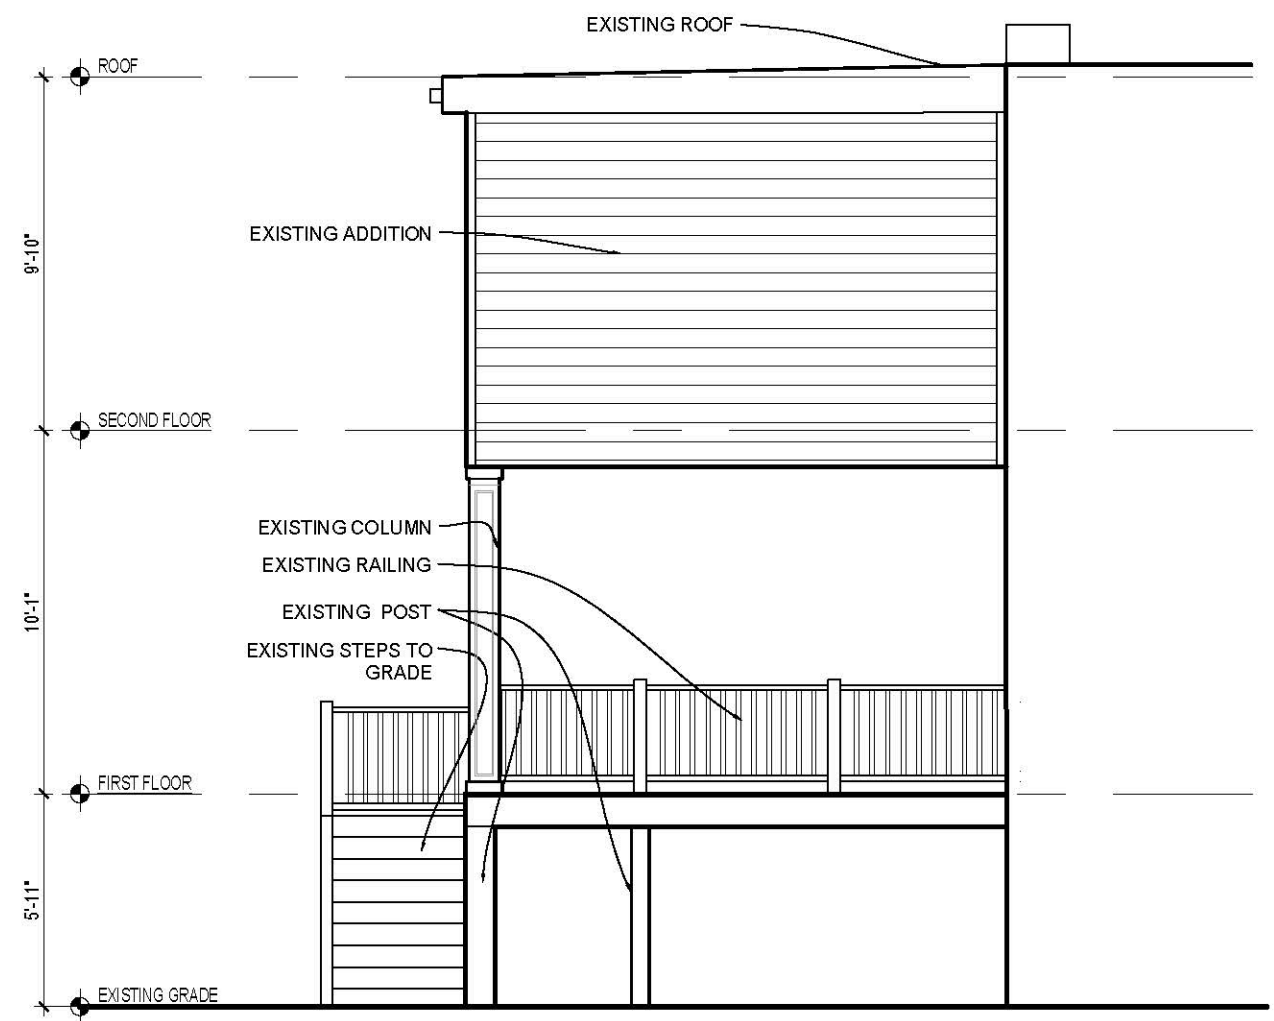 EXISTING ROOF
ROOF
EXISTING ADDITION
9'-10"
SECOND FLOOR
EXISTING COLUMN
EXISTING RAILING
10'-1"
EXISTING POST
EXISTING STEPS TO
GRADE
FIRST FLOOR
5'-11"
EXISTING GRADE